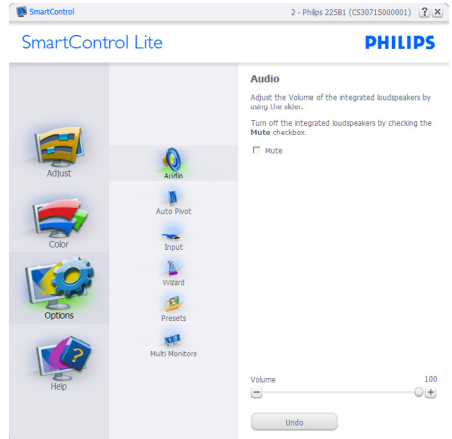 SmartControl
2 - Philips 225B1 (CS30715000001)
SmartControl Lite
PHILIPS
Audio
Adjust the Volume of the integrated loudspeakers by
using the slider.
Turn off the integrated loudspeakers by checking the
Mute checkbox.
Mute
Adjust
Color
Options
Help
Audio
Auto Pivot
Input
Wizard
Presets
Multi Monitors
Volume
100
Undo